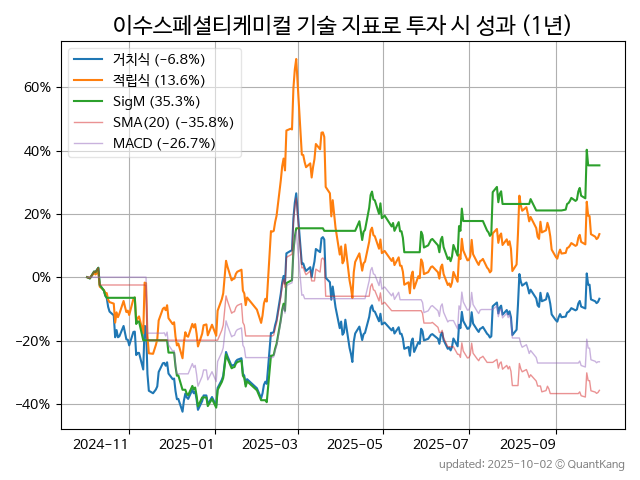 이수스페셜티케미컬 기술 지표로 투자 시 성과 (1년)
거치식 (-6.8%)
적립식 (13.6%)
SigM (35.3%)
SMA(20) (-35.8%)
MACD (-26.7%)
60%
40%
20%
0%
-20%
-40%
2024-11 2025-01 2025-03 2025-05 2025-07 2025-09
updated: 2025-10-02 © QuantKang